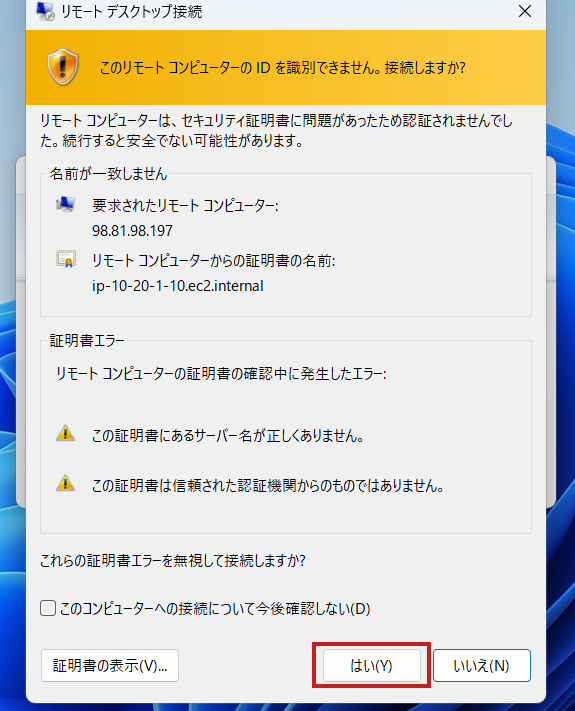 リモート デスクトップ接続
このリモート コンピューターの ID を識別できません。接続しますか?
リモート コンピューターは、セキュリティ証明書に問題があったため認証されませんでし
た。続行すると安全でない可能性があります。
名前が一致しません
要求されたリモート コンピューター:
98.81.98.197
リモート コンピューターからの証明書の名前:
ip-10-20-1-10.ec2.internal
証明書エラー
リモート コンピューターの証明書の確認中に発生したエラー:
この証明書にあるサーバー名が正しくありません。
この証明書は信頼された認証機関からのものではありません。
これらの証明書エラーを無視して接続しますか?
このコンピューターへの接続について今後確認しない(D)
証明書の表示(V)... はい(Y) いいえ(N)